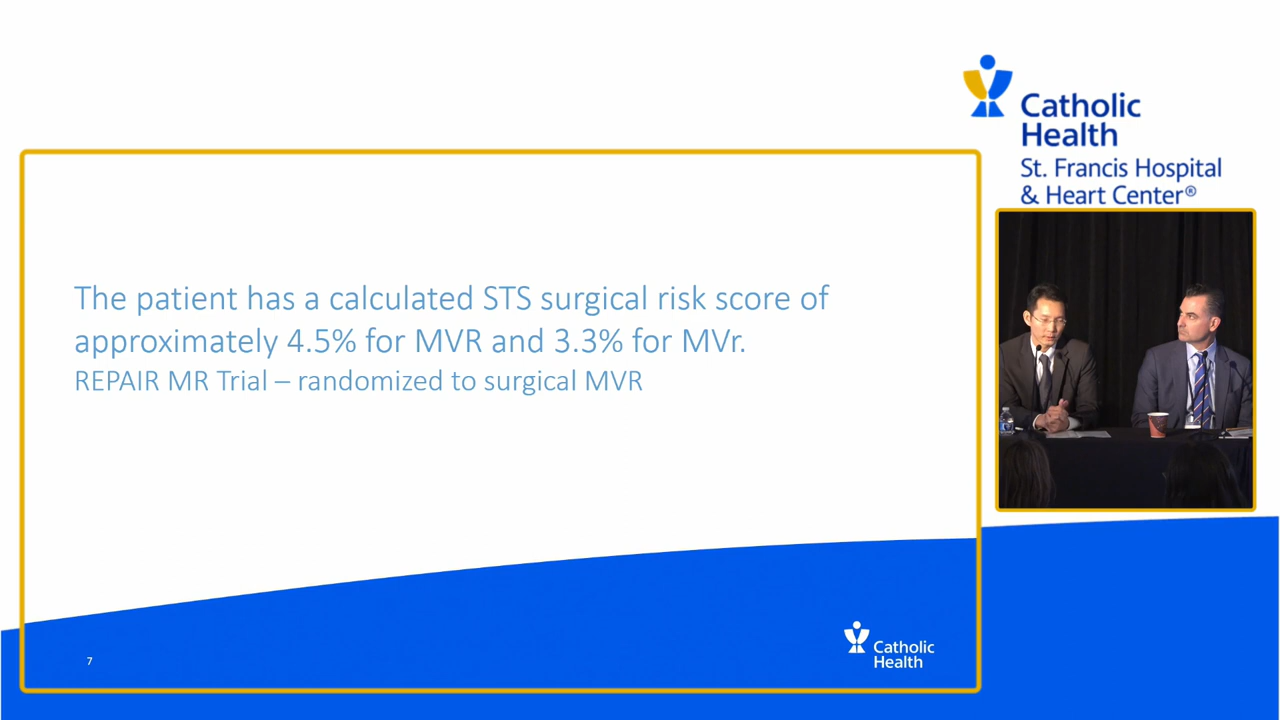 Catholic
Health
St. Francis Hospital
& Heart Center®
The patient has a calculated STS surgical risk score of
approximately 4.5% for MVR and 3.3% for MVr.
REPAIR MR Trial – randomized to surgical MVR
7
Catholic
Health